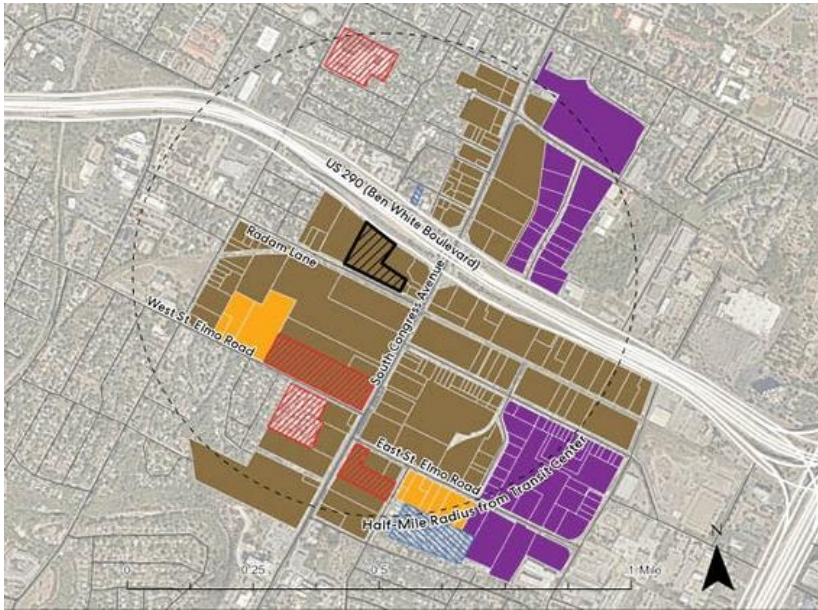 US 290 (Ben White Boulevard)
Radam Lane
South Congress Avenue
West St. Elmo Road
East St. Elmo Road
Half-Mile Radius from Transit Center
N
0 0.25 0.5 1 Mile